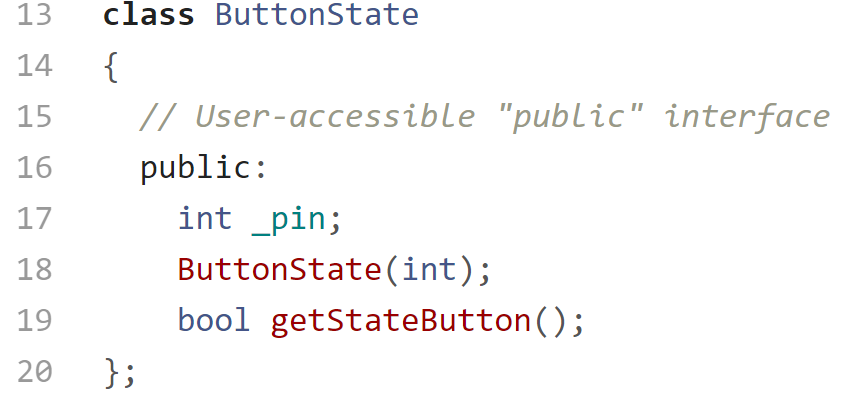 13 class ButtonState
14 {
15 // User-accessible "public" interface
16 public:
17 int _pin;
18 ButtonState(int);
19 bool getStateButton();
20 };